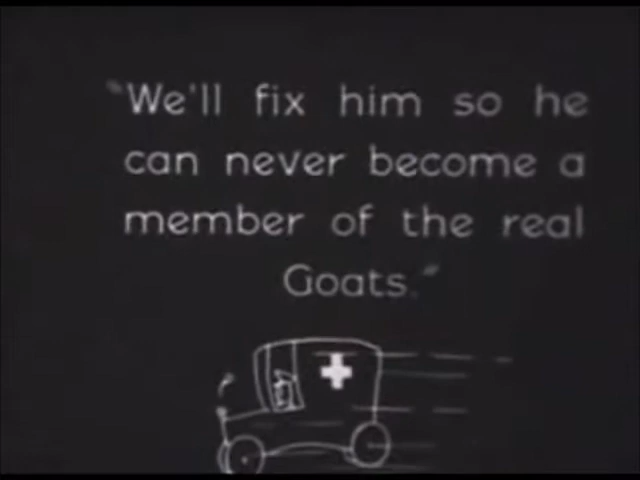 "We'll fix him so he
can never become a
member of the real
Goats."